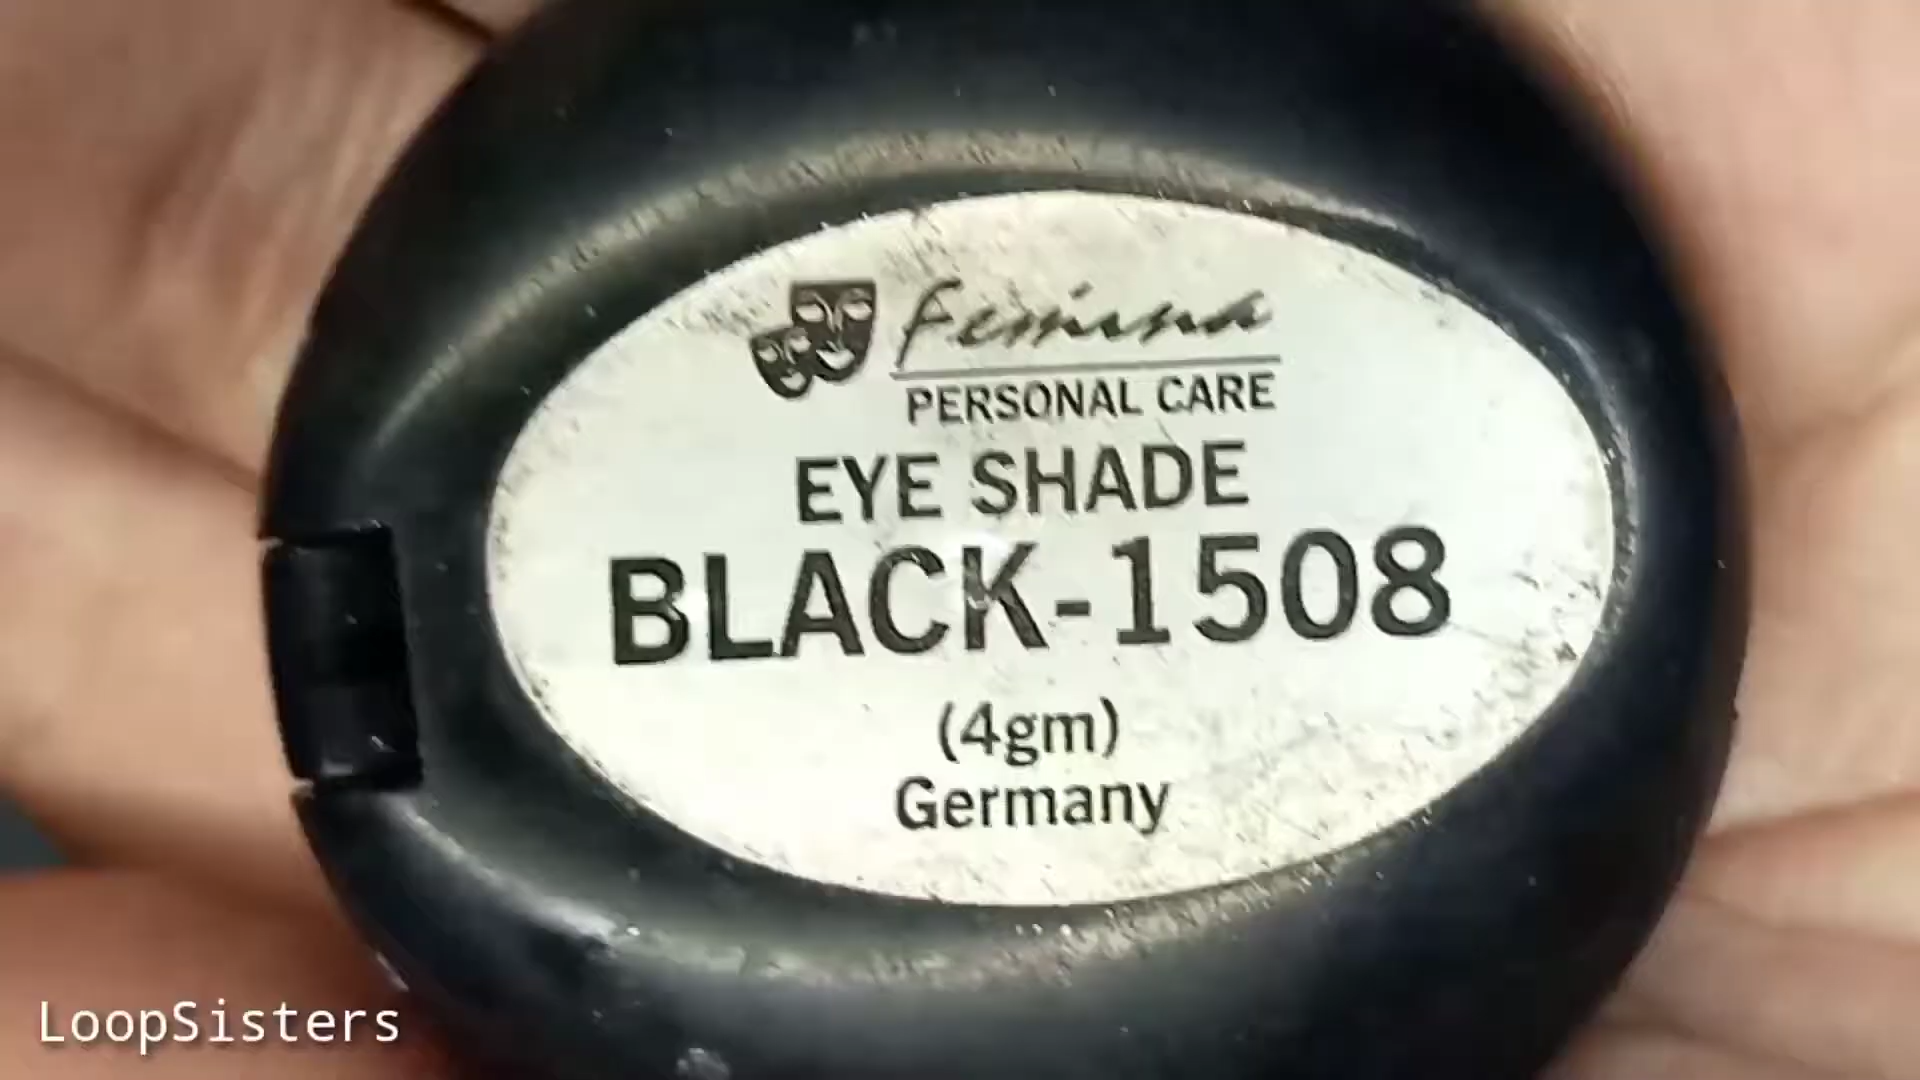 Femina
PERSONAL CARE
EYE SHADE
BLACK-1508
(4gm)
Germany
LoopSisters